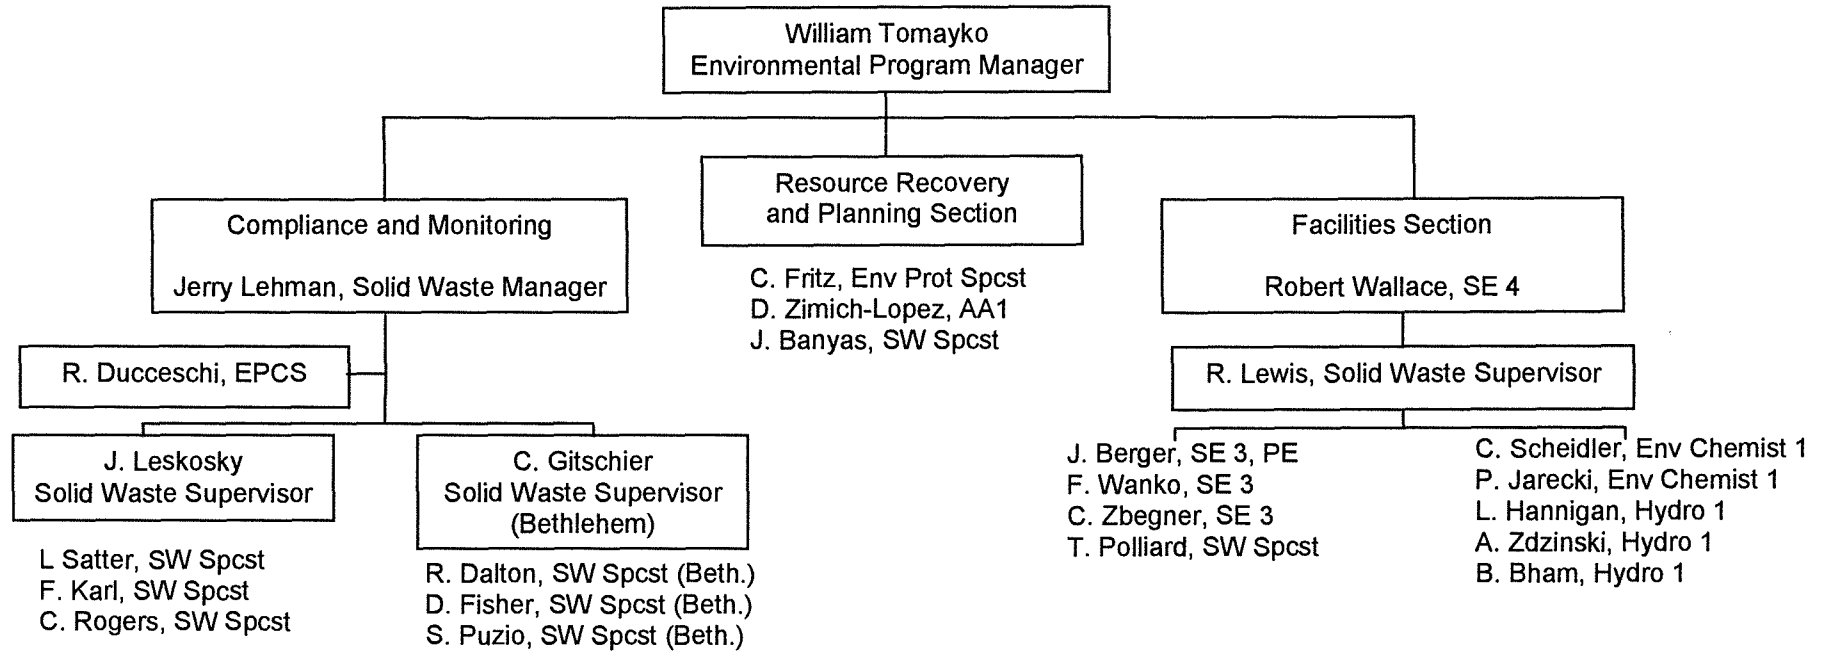 William Tomayko
Environmental Program Manager
Resource Recovery
and Planning Section
C. Fritz, Env Prot Spcst
D. Zimich-Lopez, AA1
J. Banyas, SW Spcst
Compliance and Monitoring
Jerry Lehman, Solid Waste Manager
R. Ducceschi, EPCS
J. Leskosky
Solid Waste Supervisor
L Satter, SW Spcst
F. Karl, SW Spcst
C. Rogers, SW Spcst
C. Gitschier
Solid Waste Supervisor
(Bethlehem)
R. Dalton, SW Spcst (Beth.)
D. Fisher, SW Spcst (Beth.)
S. Puzio, SW Spcst (Beth.)
Facilities Section
Robert Wallace, SE 4
R. Lewis, Solid Waste Supervisor
J. Berger, SE 3, PE
F. Wanko, SE 3
C. Zbegner, SE 3
T. Polliard, SW Spcst
C. Scheidler, Env Chemist 1
P. Jarecki, Env Chemist 1
L. Hannigan, Hydro 1
A. Zdzinski, Hydro 1
B. Bham, Hydro 1